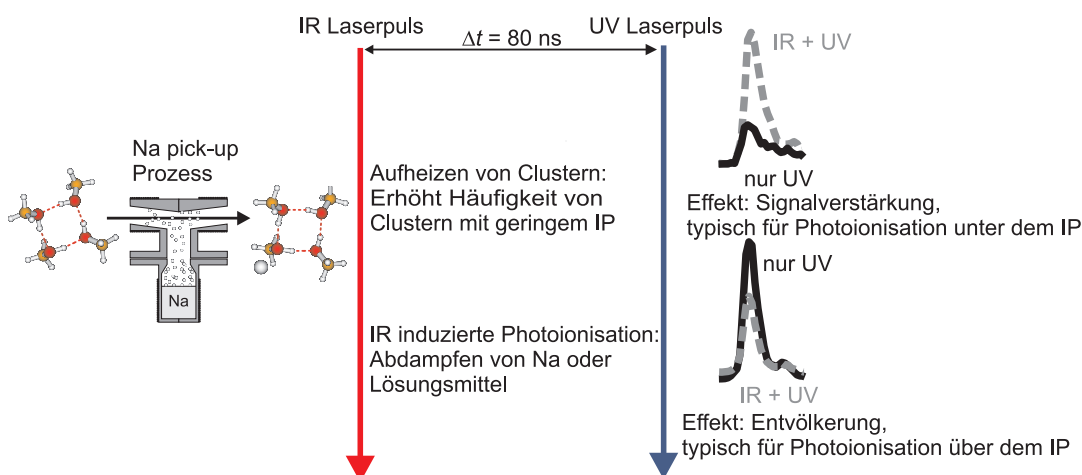 IR Laserpuls
Δt = 80 ns
UV Laserpuls
IR + UV
nur UV
Effekt: Signalverstärkung,
typisch für Photoionisation unter dem IP
Na pick-up
Prozess
Na
Aufheizen von Clustern:
Erhöht Häufigkeit von
Clustern mit geringem IP
IR induzierte Photoionisation:
Abdampfen von Na oder
Lösungsmittel
nur UV
IR + UV
Effekt: Entvölkerung,
typisch für Photoionisation über dem IP